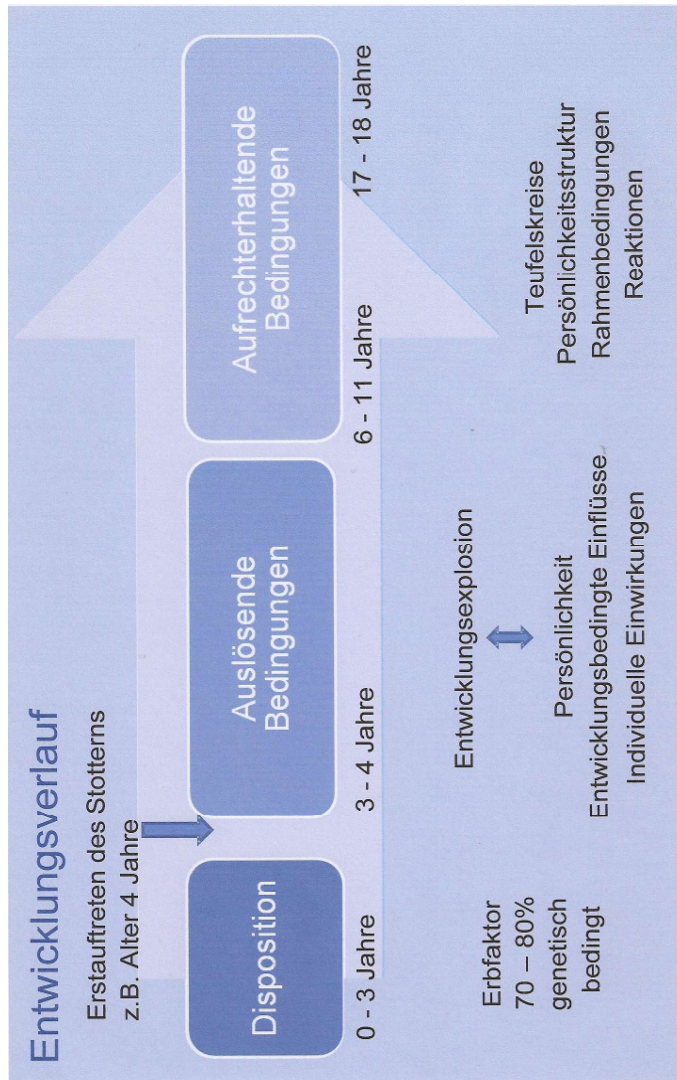 Entwicklungsverlauf
Erstauftreten des Stotterns
z.B. Alter 4 Jahre
Disposition
Auslösende
Bedingungen
Aufrechterhaltende
Bedingungen
0 - 3 Jahre
3 - 4 Jahre
6 - 11 Jahre
17 - 18 Jahre
Erbfaktor
70 – 80%
genetisch
bedingt
Entwicklungsexplosion
Persönlichkeit
Entwicklungsbedingte Einflüsse
Individuelle Einwirkungen
Teufelskreise
Persönlichkeitsstruktur
Rahmenbedingungen
Reaktionen